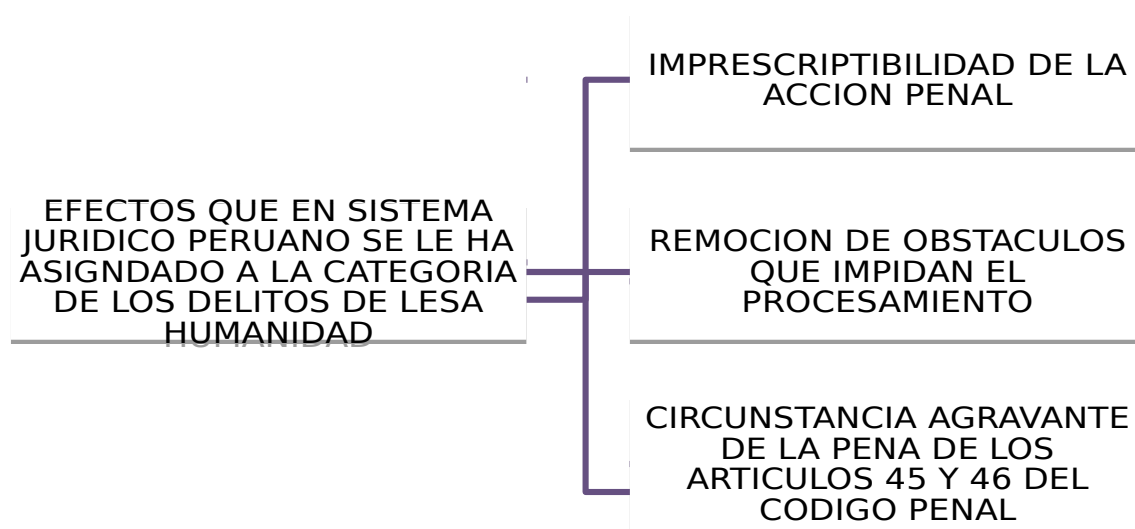 EFECTOS QUE EN SISTEMA
JURIDICO PERUANO SE LE HA
ASIGNDADO A LA CATEGORIA
DE LOS DELITOS DE LESA
HUMANIDAD
IMPRESCRIPTIBILIDAD DE LA
ACCION PENAL
REMOCION DE OBSTACULOS
QUE IMPIDAN EL
PROCESAMIENTO
CIRCUNSTANCIA AGRAVANTE
DE LA PENA DE LOS
ARTICULOS 45 Y 46 DEL
CODIGO PENAL